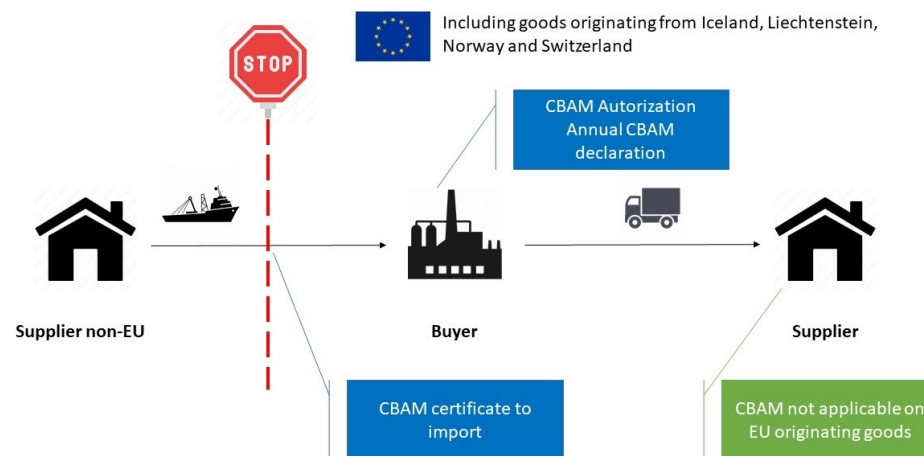 STOP
Including goods originating from Iceland, Liechtenstein,
Norway and Switzerland
CBAM Autorization
Annual CBAM
declaration
Supplier non-EU
Buyer
Supplier
CBAM certificate to
import
CBAM not applicable on
EU originating goods